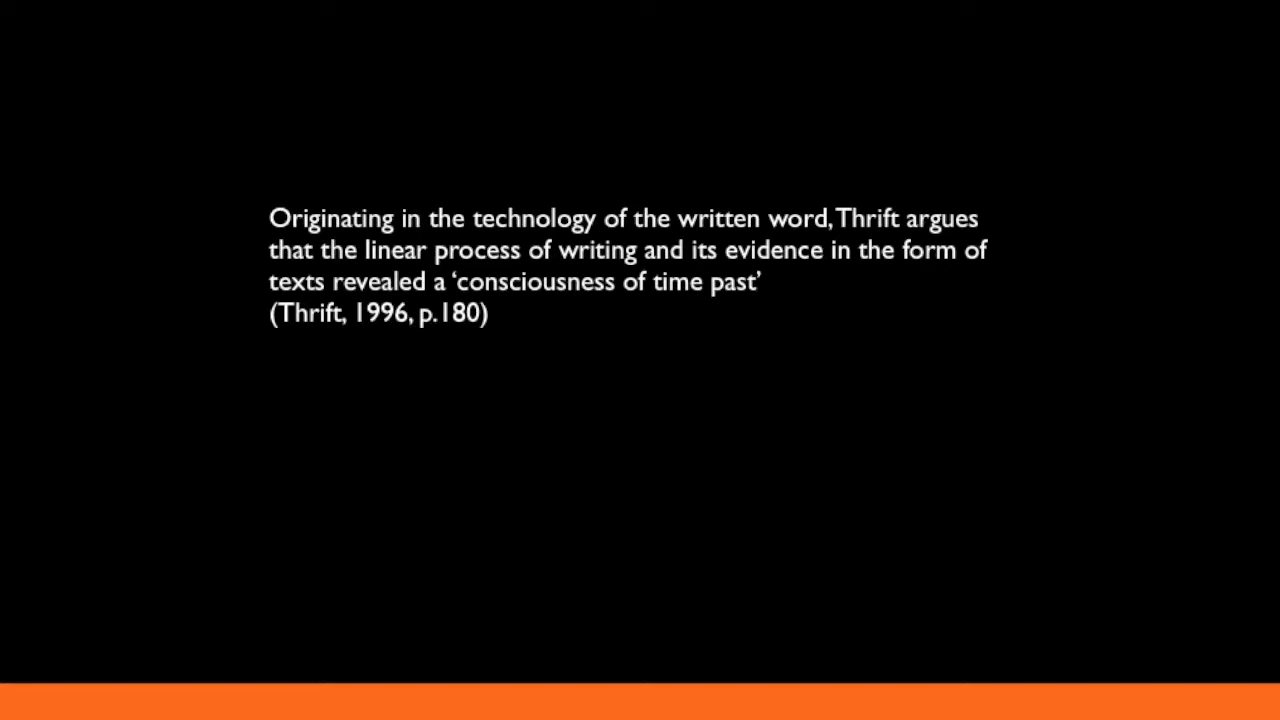 Originating in the technology of the written word, Thrift argues
that the linear process of writing and its evidence in the form of
texts revealed a ‘consciousness of time past’
(Thrift, 1996, p.180)